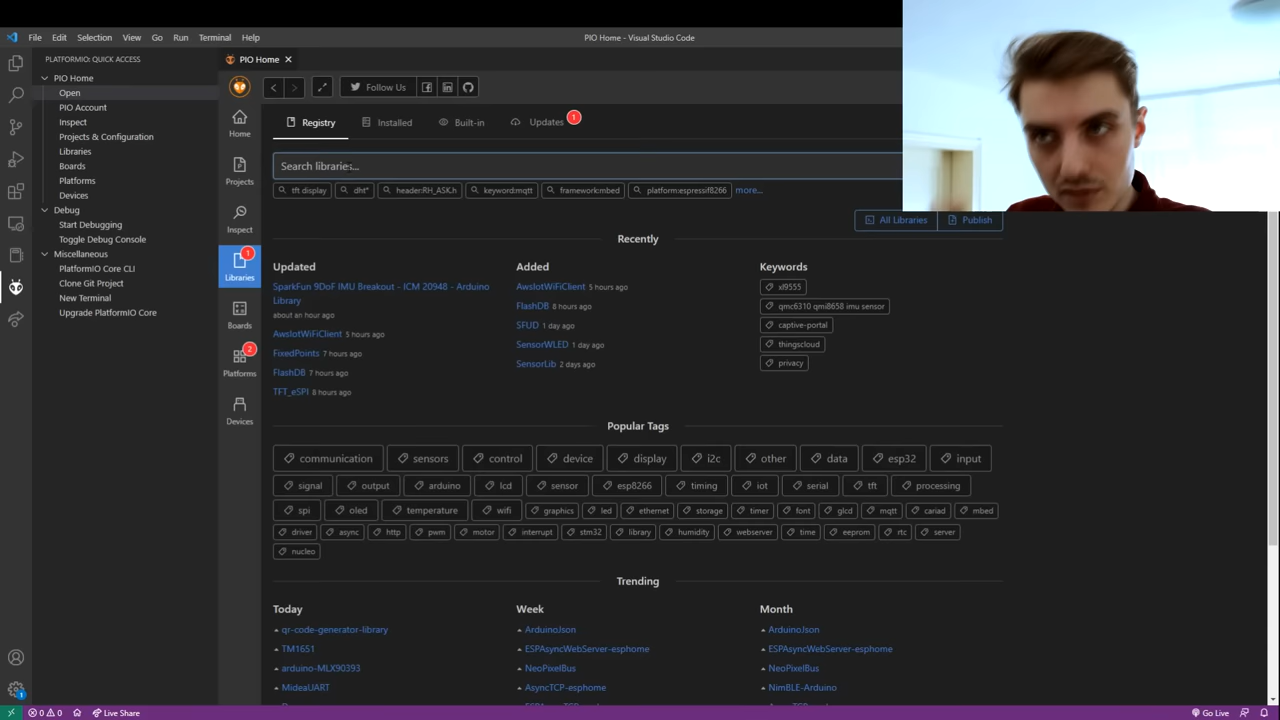 File Edit Selection View Go Run Terminal Help
PIO Home - Visual Studio Code
PLATFORMIO: QUICK ACCESS
PIO Home
Open
PIO Account
Inspect
Projects & Configuration
Libraries
Boards
Platforms
Devices
Debug
Start Debugging
Toggle Debug Console
Miscellaneous
PlatformIO Core CLI
Clone Git Project
New Terminal
Upgrade PlatformIO Core
PIO Home
Follow Us
Home
Projects
Inspect
1
Libraries
Boards
2
Platforms
Devices
Registry Installed Built-in Updates 1
Search libraries...
tft display dht* header:RH_ASK.h keyword:mqtt framework:mbed platform:espressif8266 more...
All Libraries Publish
Recently
Updated
SparkFun 9DoF IMU Breakout - ICM 20948 - Arduino
Library
about an hour ago
AwsIotWiFiClient 5 hours ago
FixedPoints 7 hours ago
FlashDB 7 hours ago
TFT_eSPI 8 hours ago
Added
AwsIotWiFiClient 5 hours ago
FlashDB 8 hours ago
SFUD 1 day ago
SensorWLED 1 day ago
SensorLib 2 days ago
Keywords
xl9555
qmc6310 qmi8658 imu sensor
captive-portal
thingscloud
privacy
Popular Tags
communication sensors control device display i2c other data esp32 input
signal output arduino lcd sensor esp8266 timing iot serial tft processing
spi oled temperature wifi graphics led ethernet storage timer font glcd mqtt cariad mbed
driver async http pwm motor interrupt stm32 library humidity webserver time eeprom rtc server
nucleo
Trending
Today
qr-code-generator-library
TM1651
arduino-MLX90393
MideaUART
Week
ArduinoJson
ESPAsyncWebServer-esphome
NeoPixelBus
AsyncTCP-esphome
Month
ArduinoJson
ESPAsyncWebServer-esphome
NeoPixelBus
NimBLE-Arduino
1
0 0 Live Share
Go Live